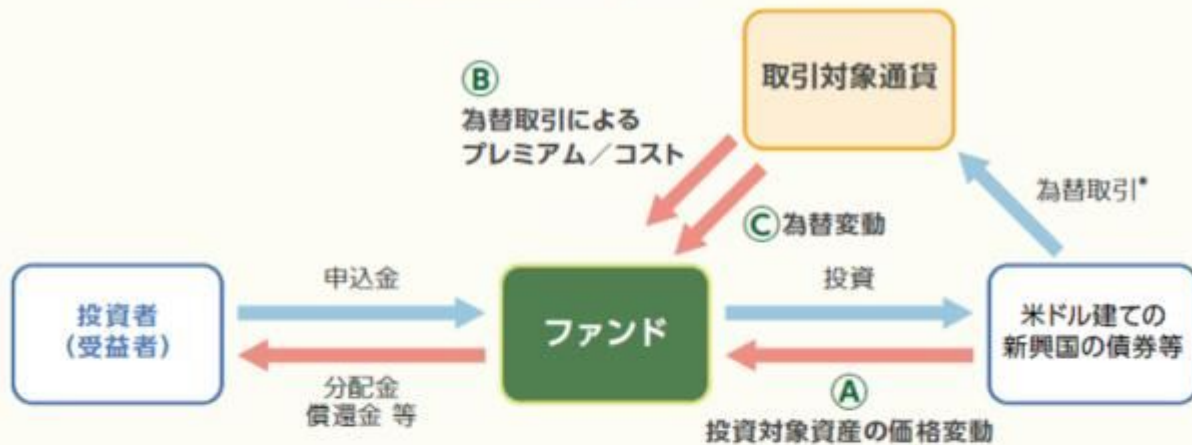 取引対象通貨
Ⓑ
為替取引による
プレミアム／コスト
為替取引*
Ⓒ為替変動
申込金
投資
投資者
(受益者)
ファンド
米ドル建ての
新興国の債券等
分配金
償還金 等
Ⓐ
投資対象資産の価格変動